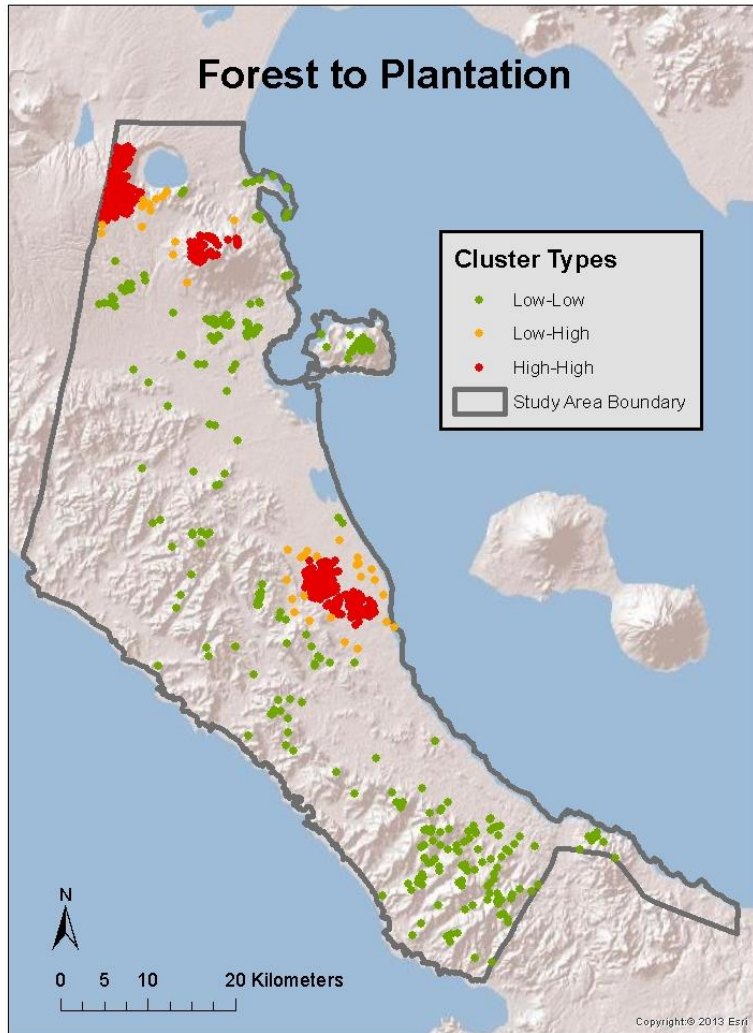 Forest to Plantation
Cluster Types
Low-Low
Low-High
High-High
Study Area Boundary
N
0 5 10 20 Kilometers
Copyright:© 2013 Esri